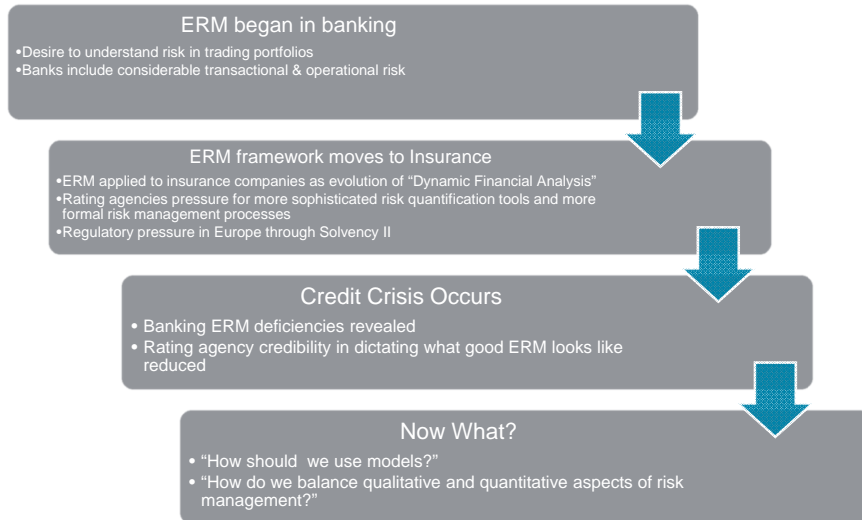 ERM began in banking
•Desire to understand risk in trading portfolios
•Banks include considerable transactional & operational risk
ERM framework moves to Insurance
•ERM applied to insurance companies as evolution of “Dynamic Financial Analysis”
•Rating agencies pressure for more sophisticated risk quantification tools and more
formal risk management processes
•Regulatory pressure in Europe through Solvency II
Credit Crisis Occurs
• Banking ERM deficiencies revealed
• Rating agency credibility in dictating what good ERM looks like
reduced
Now What?
• “How should we use models?”
• “How do we balance qualitative and quantitative aspects of risk
management?”